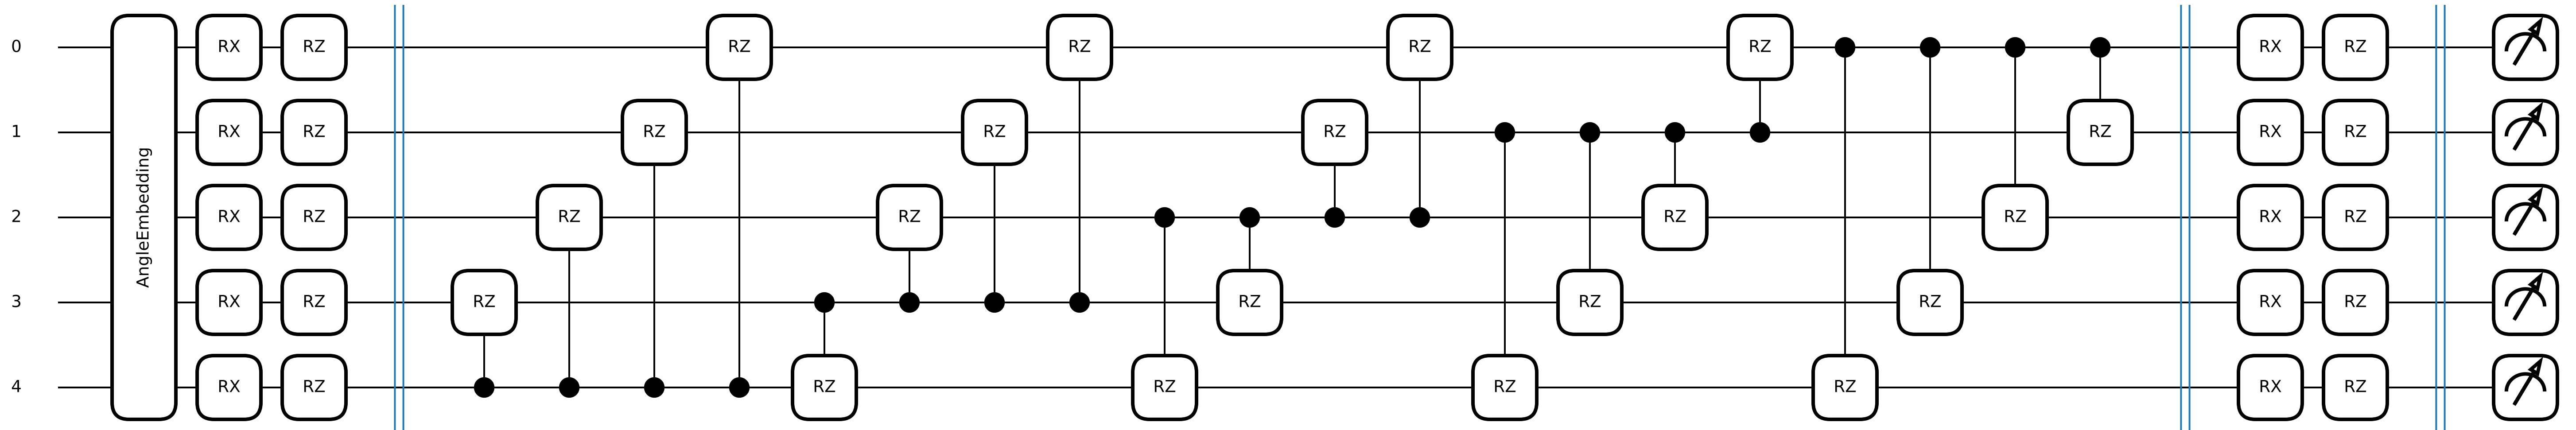 0 RX RZ RZ RZ RZ RZ RX RZ
1 RX RZ RZ RZ RZ RZ RX RZ
AngleEmbedding
2 RX RZ RZ RZ RZ RZ RX RZ
3 RX RZ RZ RZ RZ RZ RX RZ
4 RX RZ RZ RZ RZ RZ RX RZ